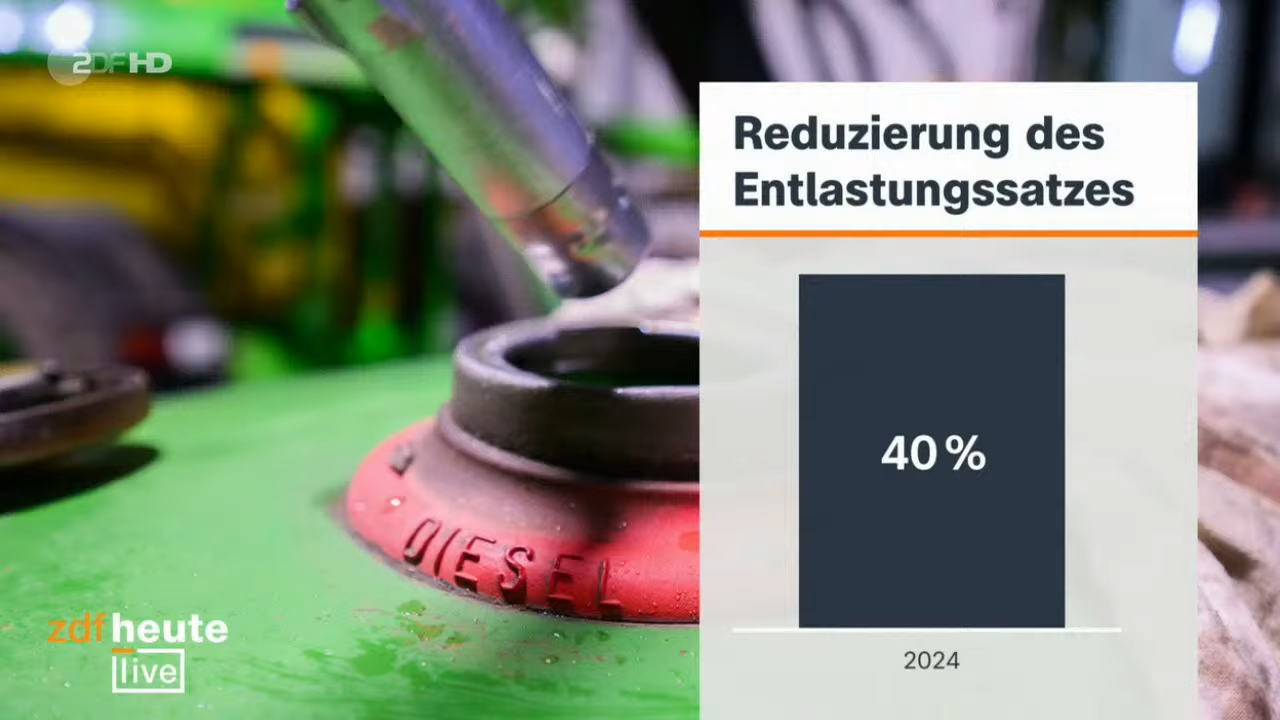 ZDF HD
Reduzierung des
Entlastungssatzes
40 %
2024
DIESEL
zdf heute
live